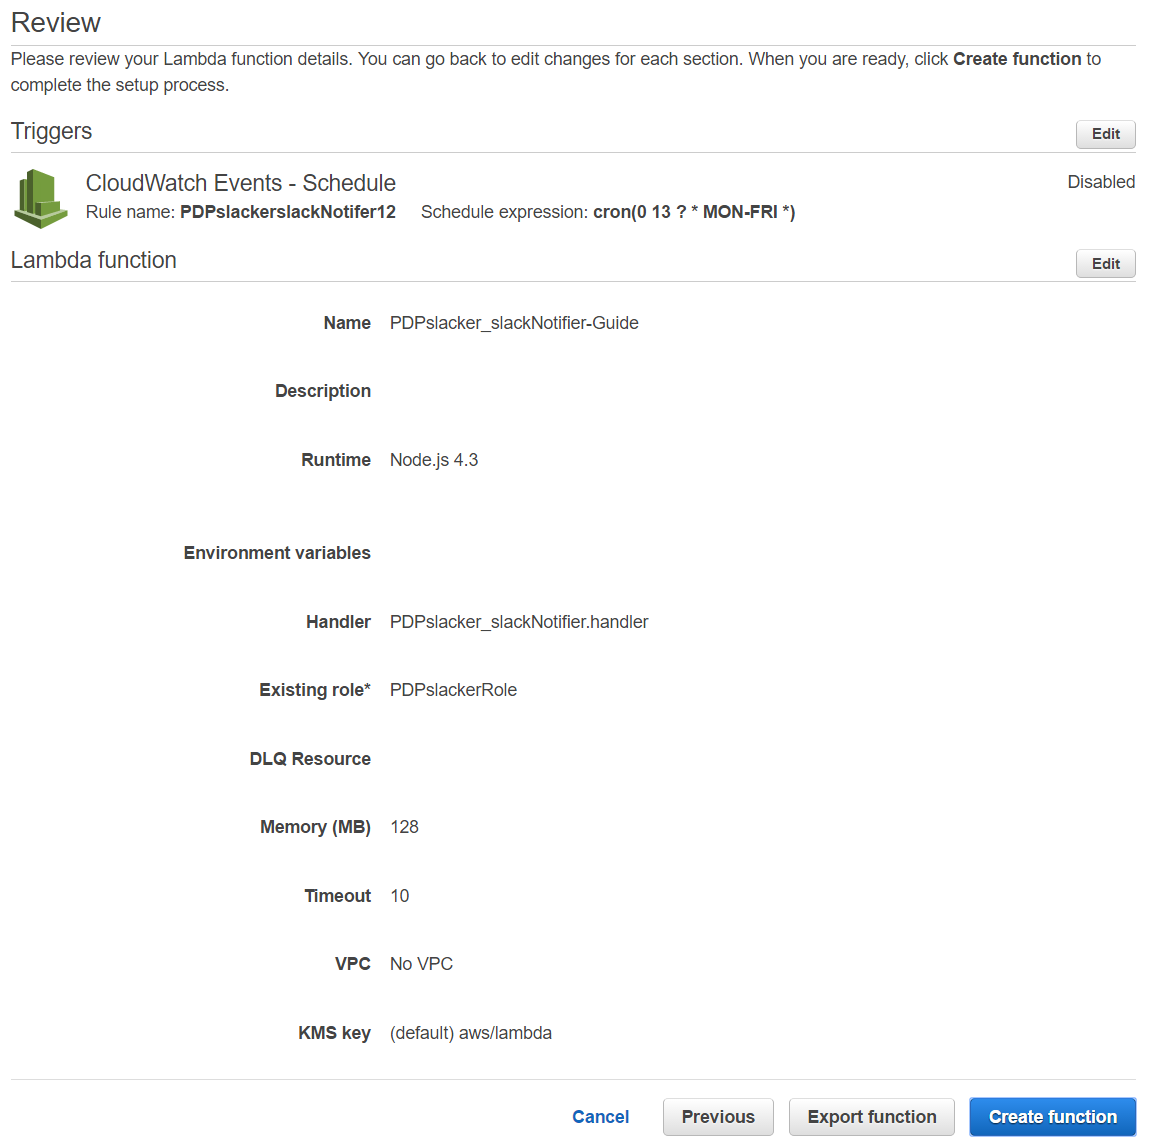 Review
Please review your Lambda function details. You can go back to edit changes for each section. When you are ready, click Create function to
complete the setup process.
Triggers
Edit
CloudWatch Events - Schedule
Disabled
Rule name: PDPslackerslackNotifer12 Schedule expression: cron(0 13 ? * MON-FRI *)
Lambda function
Edit
Name PDPslacker_slackNotifier-Guide
Description
Runtime Node.js 4.3
Environment variables
Handler PDPslacker_slackNotifier.handler
Existing role* PDPslackerRole
DLQ Resource
Memory (MB) 128
Timeout 10
VPC No VPC
KMS key (default) aws/lambda
Cancel Previous Export function Create function